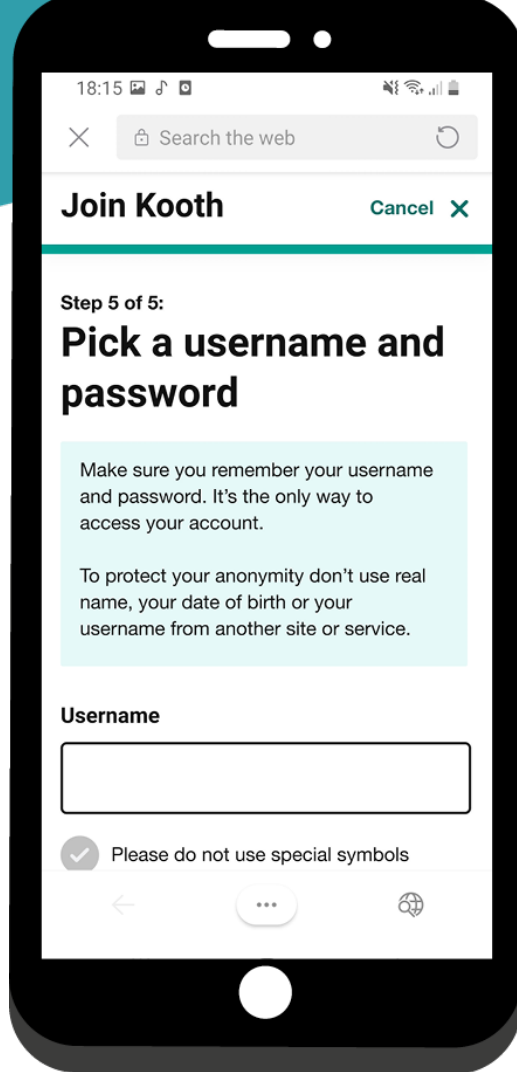 18:15
Search the web
Join Kooth
Cancel
Step 5 of 5:
Pick a username and
password
Make sure you remember your username
and password. It’s the only way to
access your account.
To protect your anonymity don’t use real
name, your date of birth or your
username from another site or service.
Username
Please do not use special symbols